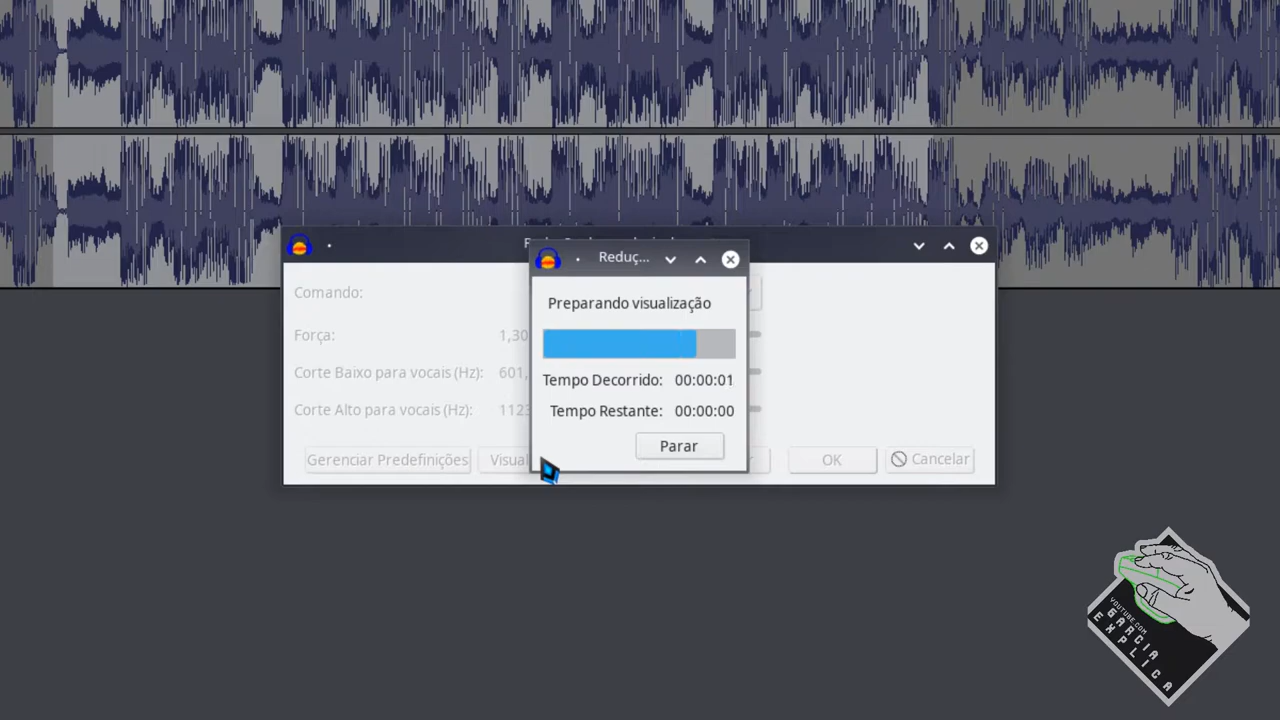 Reduç...
Preparando visualização
Tempo Decorrido: 00:00:01
Tempo Restante: 00:00:00
Parar
Comando:
Força: 1,30
Corte Baixo para vocais (Hz): 601,
Corte Alto para vocais (Hz): 1123
Gerenciar Predefinições
Visual
OK
Cancelar
YOUTUBE.COM
GARCIA
EXPLICA